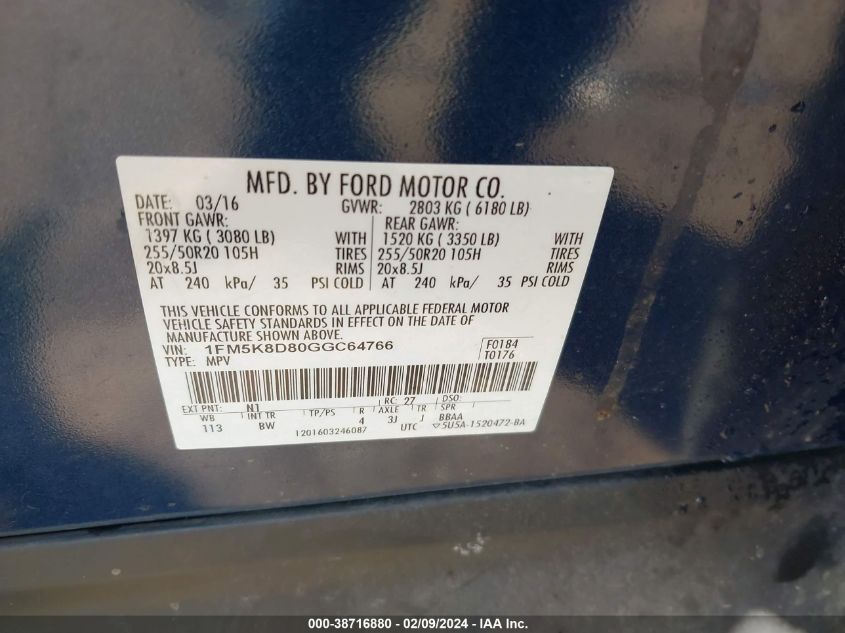 MFD. BY FORD MOTOR CO.
DATE: 03/16 GVWR: 2803 KG ( 6180 LB)
FRONT GAWR: REAR GAWR:
1397 KG ( 3080 LB) WITH 1520 KG ( 3350 LB) WITH
255/50R20 105H TIRES 255/50R20 105H TIRES
20x8.5J RIMS 20x8.5J RIMS
AT 240 kPa/ 35 PSI COLD AT 240 kPa/ 35 PSI COLD
THIS VEHICLE CONFORMS TO ALL APPLICABLE FEDERAL MOTOR
VEHICLE SAFETY STANDARDS IN EFFECT ON THE DATE OF
MANUFACTURE SHOWN ABOVE.
VIN: 1FM5K8D80GGC64766 F0184
TYPE: MPV T0176
EXT PNT: N1 RC: 27 DSO:
WB INT TR TP/PS R AXLE TR SPR
113 BW 4 3J J BBAA
1201603246087 UTC ▽5U5A-1520472-BA
000-38716880 - 02/09/2024 - IAA Inc.